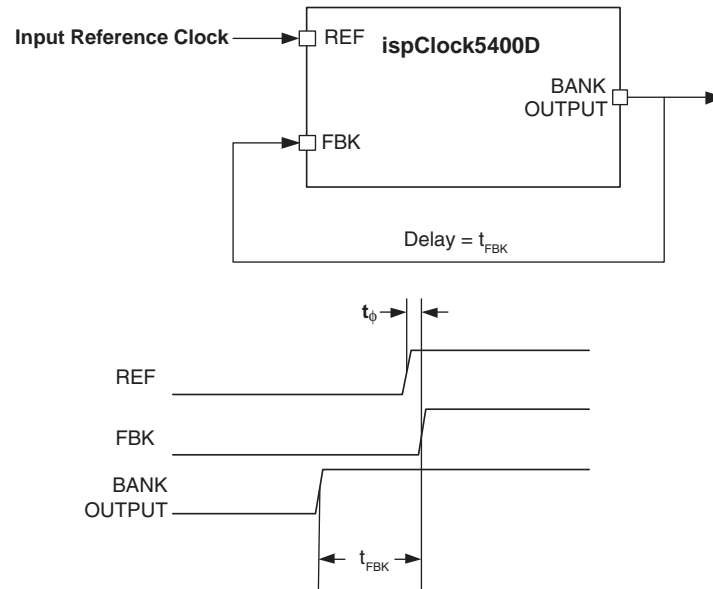 Input Reference Clock
REF
ispClock5400D
BANK
OUTPUT
FBK
Delay = tFBK
tϕ
REF
FBK
BANK
OUTPUT
tFBK